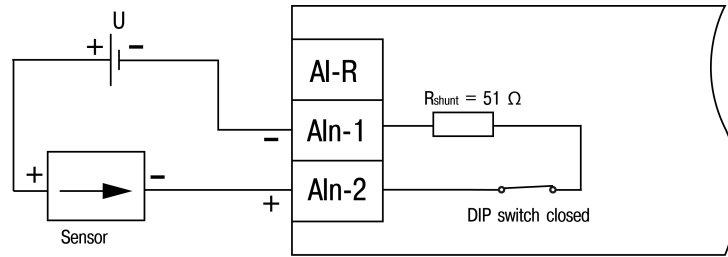 U
+ −
AI-R
Rshunt = 51 Ω
AIn-1
−
+ −
AIn-2
+
DIP switch closed
Sensor